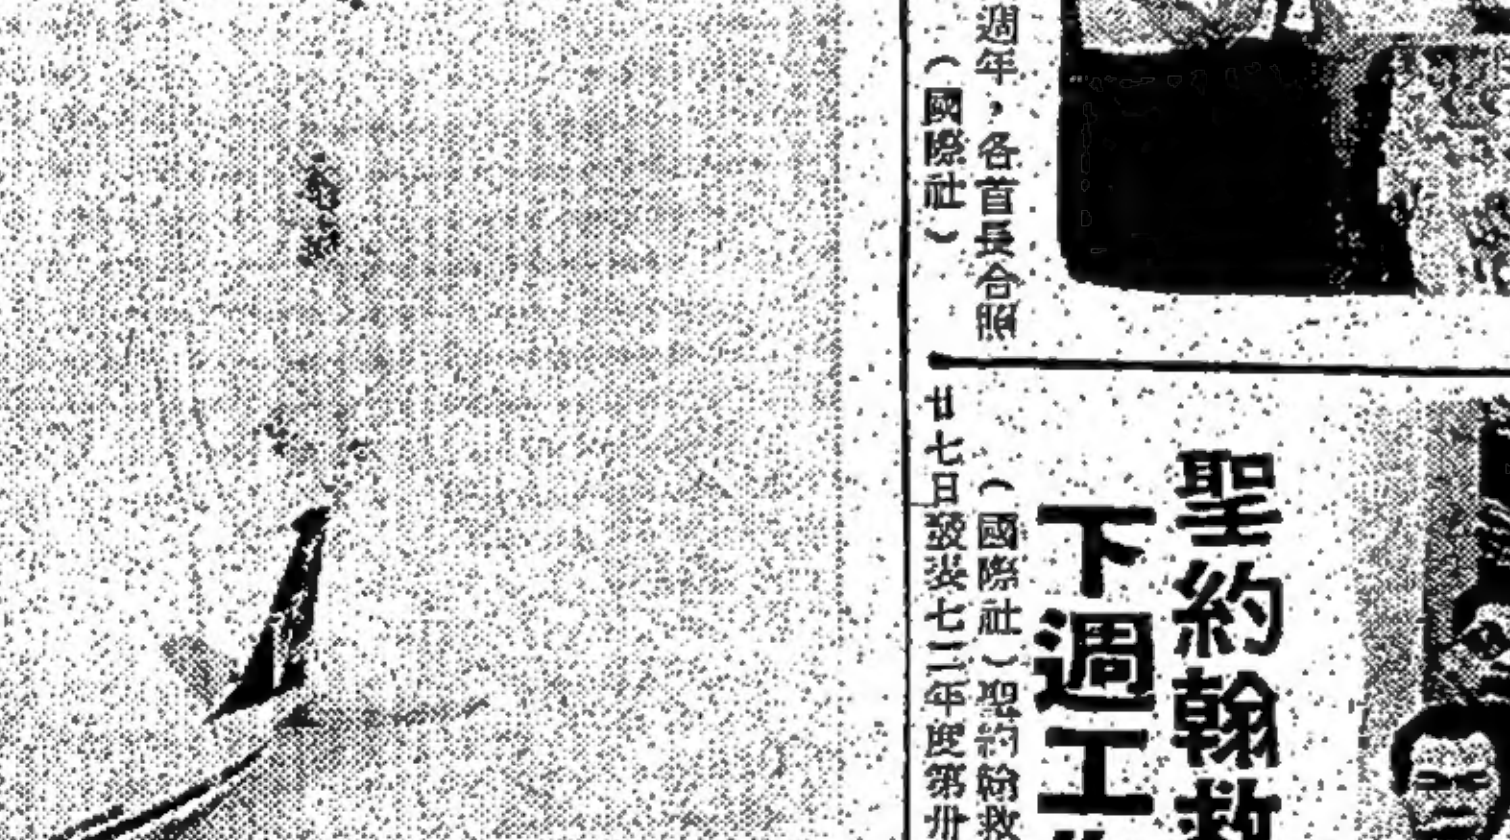 週年，各首長合照
（國際社）
聖約翰救
下週工
（國際社）聖約翰救
廿七日發表七三年度第卅